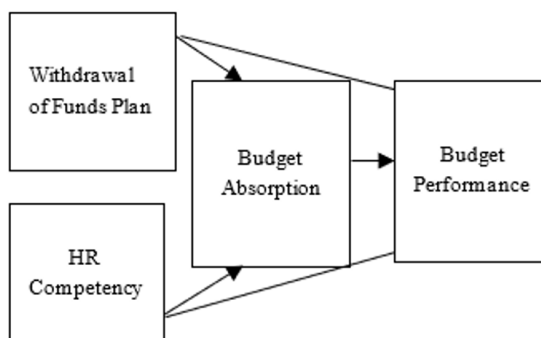 Withdrawal
of Funds Plan
Budget
Absorption
Budget
Performance
HR
Competency